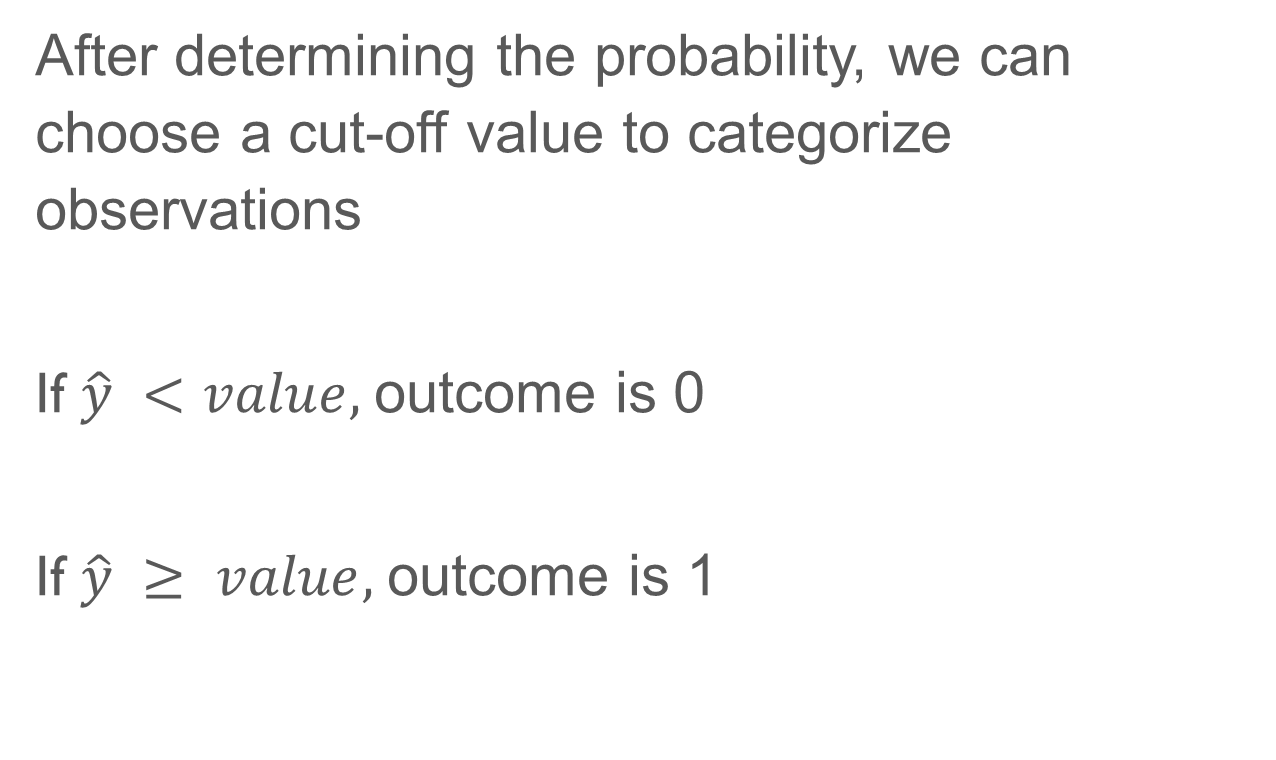 After determining the probability, we can
choose a cut-off value to categorize
observations
If ŷ < value, outcome is 0
If ŷ ≥ value, outcome is 1